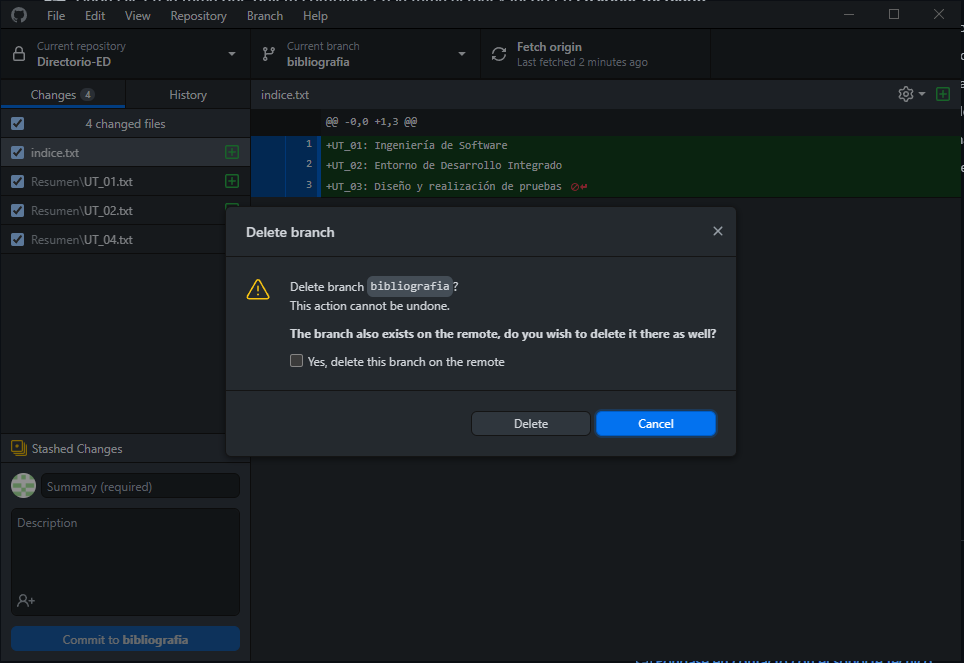 File Edit View Repository Branch Help
Current repository
Directorio-ED
Current branch
bibliografia
Fetch origin
Last fetched 2 minutes ago
Changes 4
History
indice.txt
4 changed files
@@ -0,0 +1,3 @@
indice.txt
1 +UT_01: Ingeniería de Software
2 +UT_02: Entorno de Desarrollo Integrado
3 +UT_03: Diseño y realización de pruebas
Resumen\UT_01.txt
Resumen\UT_02.txt
Resumen\UT_04.txt
Delete branch
Delete branch bibliografia?
This action cannot be undone.
The branch also exists on the remote, do you wish to delete it there as well?
Yes, delete this branch on the remote
Delete
Cancel
Stashed Changes
Summary (required)
Description
Commit to bibliografia